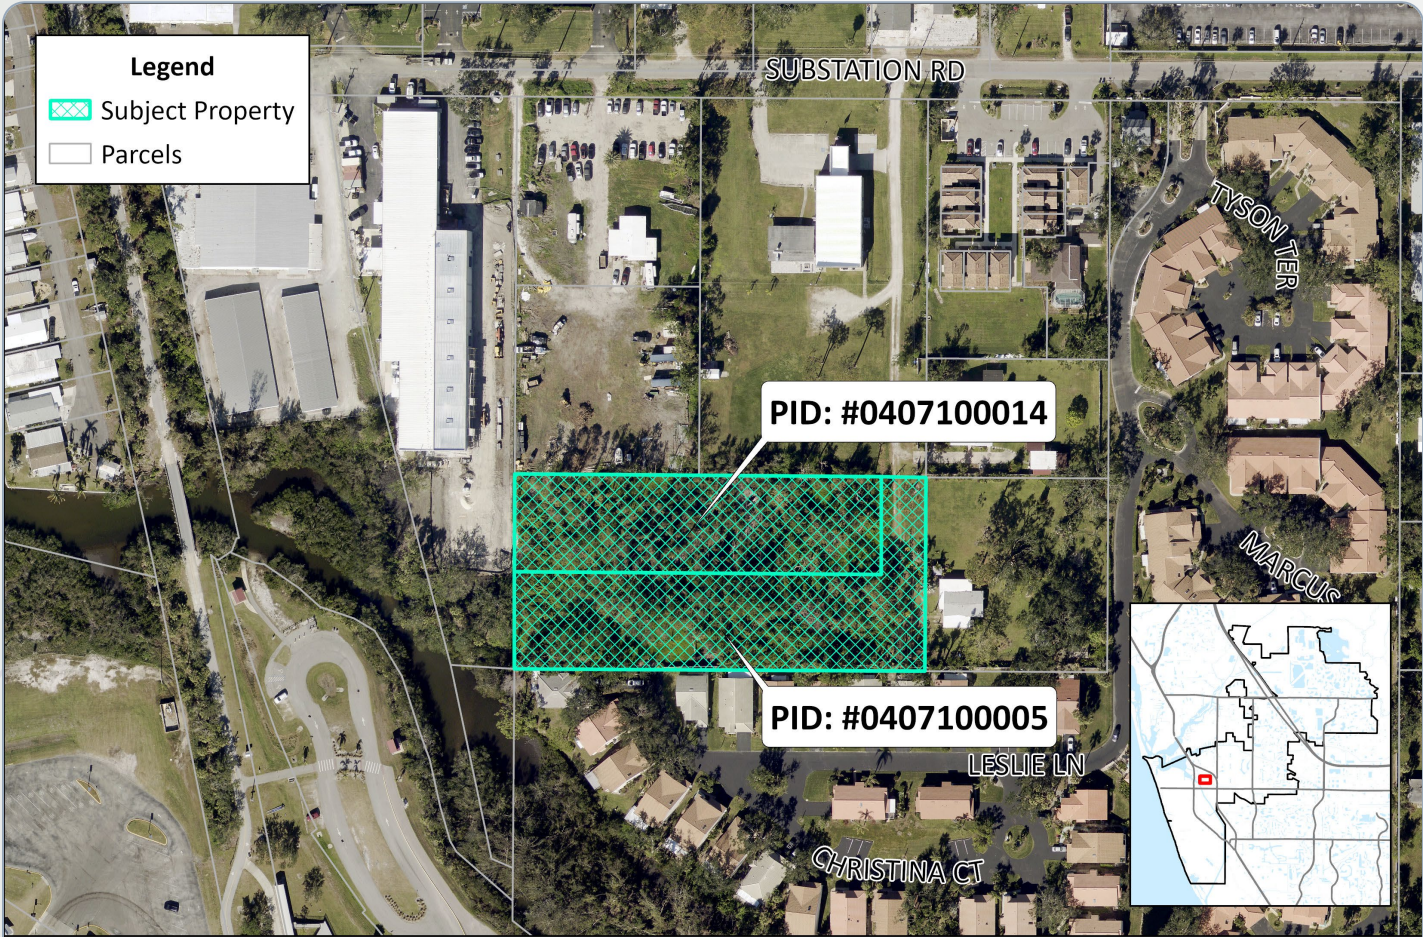 Legend
Subject Property
Parcels
SUBSTATION RD
TYSON TER
PID: #0407100014
MARCUS
PID: #0407100005
LESLIE LN
CHRISTINA CT